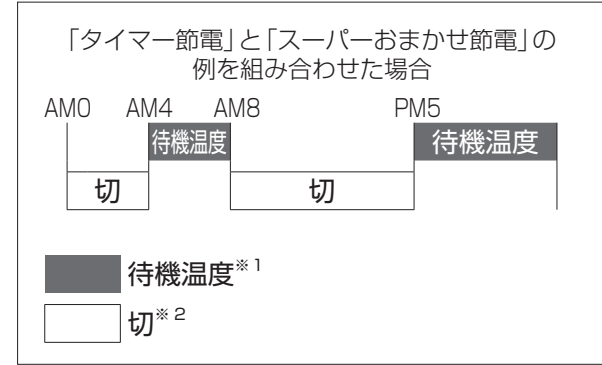 「タイマー節電」と「スーパーおまかせ節電」の
例を組み合わせた場合
AM0 AM4 AM8 PM5
待機温度 待機温度
切 切
待機温度※1
切※2